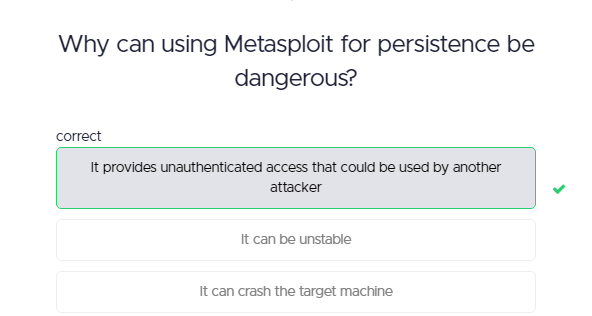 Why can using Metasploit for persistence be
dangerous?
correct
It provides unauthenticated access that could be used by another
attacker
It can be unstable
It can crash the target machine